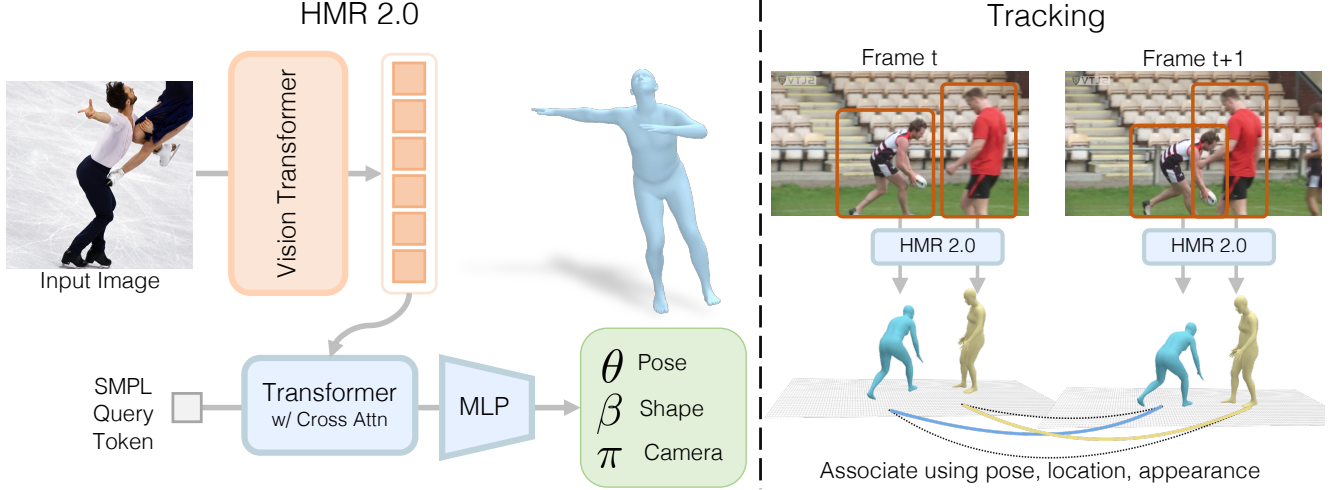 HMR 2.0
Vision Transformer
Input Image
SMPL
Query
Token
Transformer
w/ Cross Attn
MLP
θ Pose
β Shape
π Camera
Tracking
Frame t
Frame t+1
HMR 2.0
HMR 2.0
Associate using pose, location, appearance